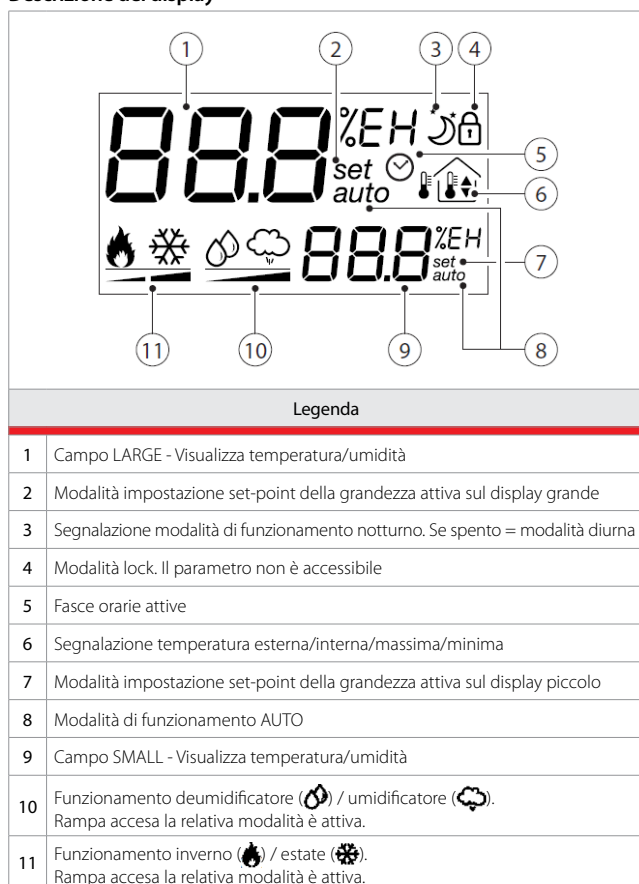 1
2
3
4
88.8 %EH
set
auto
5
6
88.8 %EH
set
auto
7
11
10
9
8
Legenda
1 Campo LARGE - Visualizza temperatura/umidità
2 Modalità impostazione set-point della grandezza attiva sul display grande
3 Segnalazione modalità di funzionamento notturno. Se spento = modalità diurna
4 Modalità lock. Il parametro non è accessibile
5 Fasce orarie attive
6 Segnalazione temperatura esterna/interna/massima/minima
7 Modalità impostazione set-point della grandezza attiva sul display piccolo
8 Modalità di funzionamento AUTO
9 Campo SMALL - Visualizza temperatura/umidità
10 Funzionamento deumidificatore () / umidificatore ().
Rampa accesa la relativa modalità è attiva.
11 Funzionamento inverno () / estate ().
Rampa accesa la relativa modalità è attiva.